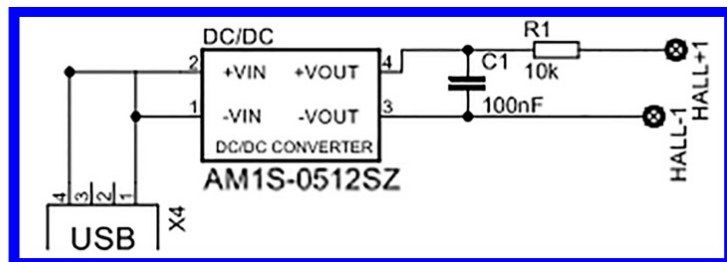 DC/DC
R1
2 +VIN +VOUT 4
C1
10k
HALL+1
1 -VIN -VOUT 3
100nF
HALL-1
DC/DC CONVERTER
AM1S-0512SZ
4 3 2 1
X4
USB